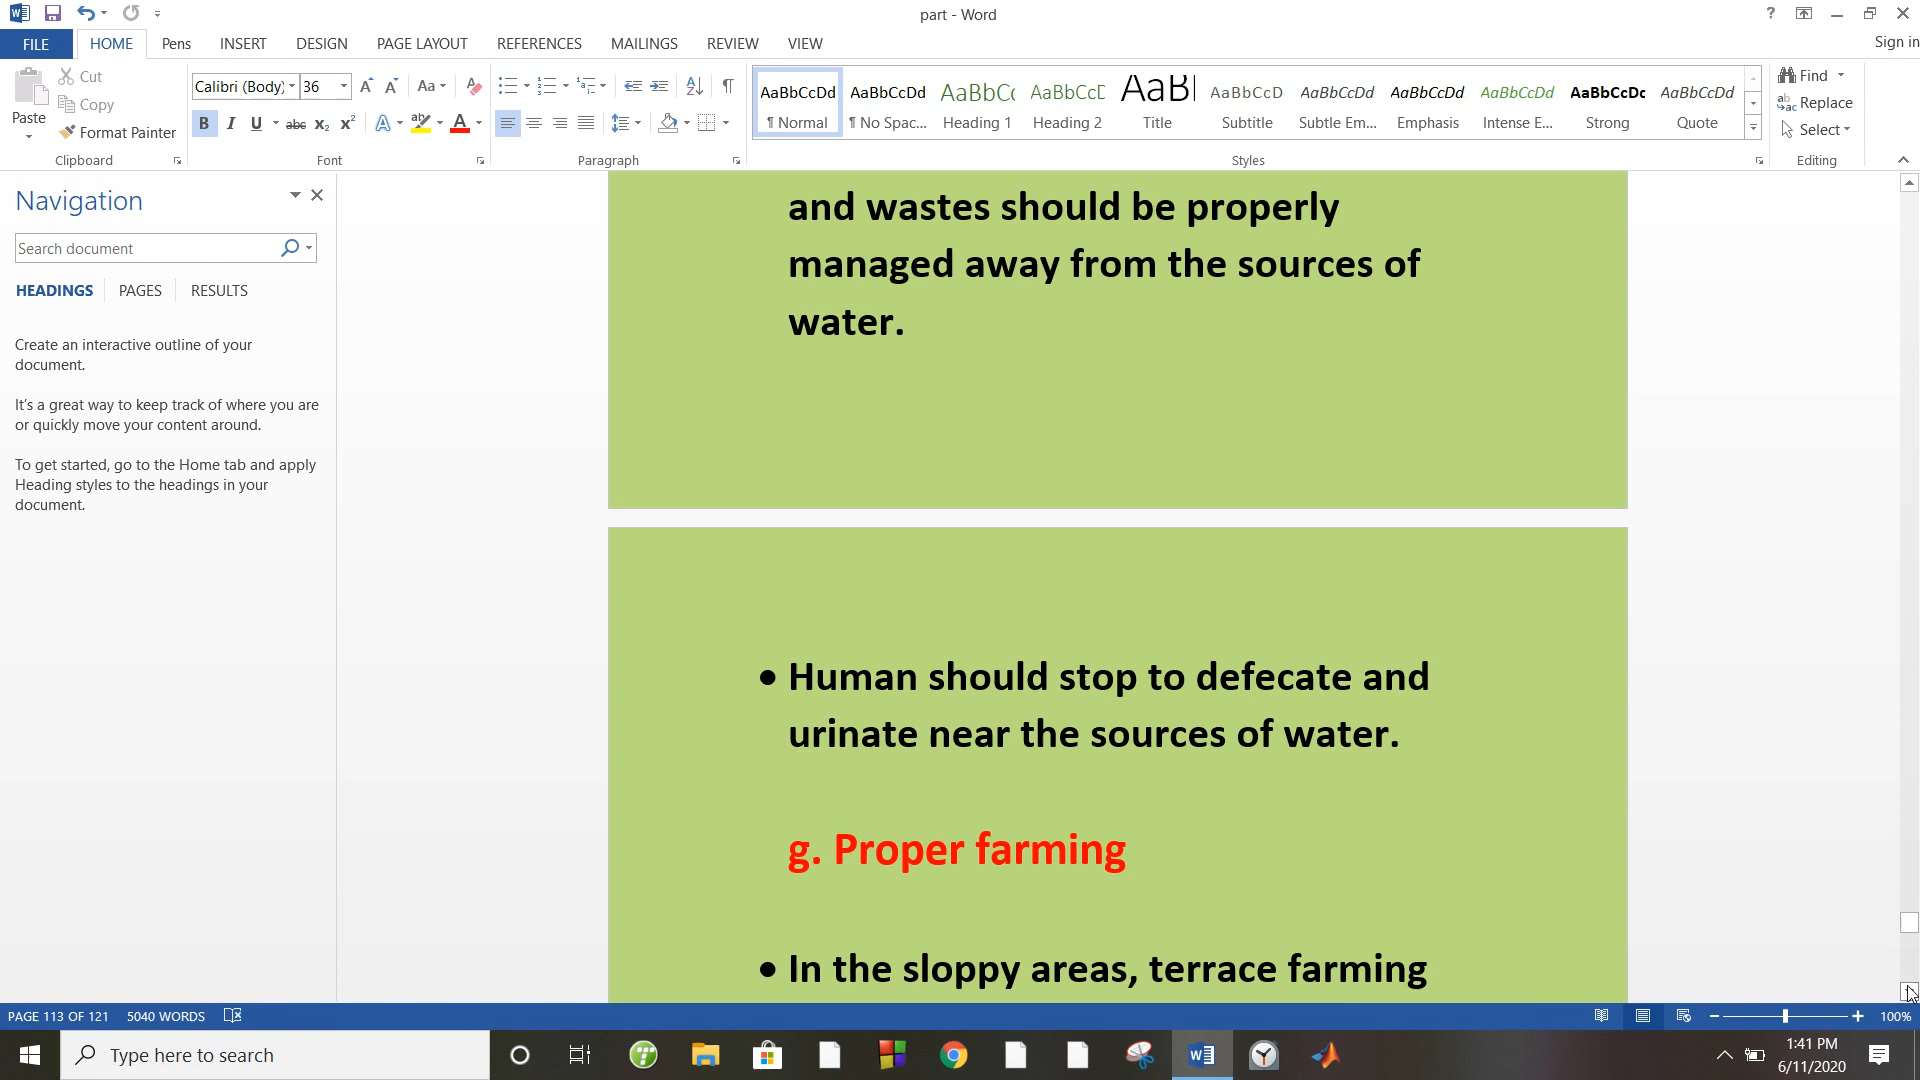 part - Word
Sign in
FILE HOME Pens INSERT DESIGN PAGE LAYOUT REFERENCES MAILINGS REVIEW VIEW
Paste
Cut
Copy
Format Painter
Clipboard
Calibri (Body) 36
Font
Paragraph
AaBbCcDd AaBbCcDd AaBbC AaBbCcD AaBl AaBbCcD AaBbCcDd AaBbCcDd AaBbCcDd AaBbCcDc AaBbCcDd
¶ Normal ¶ No Spac... Heading 1 Heading 2 Title Subtitle Subtle Em... Emphasis Intense E... Strong Quote
Styles
Find
Replace
Select
Editing
Navigation
Search document
HEADINGS PAGES RESULTS
Create an interactive outline of your
document.
It's a great way to keep track of where you are
or quickly move your content around.
To get started, go to the Home tab and apply
Heading styles to the headings in your
document.
and wastes should be properly
managed away from the sources of
water.
• Human should stop to defecate and
urinate near the sources of water.
g. Proper farming
• In the sloppy areas, terrace farming
PAGE 113 OF 121 5040 WORDS 100%
Type here to search
1:41 PM
6/11/2020